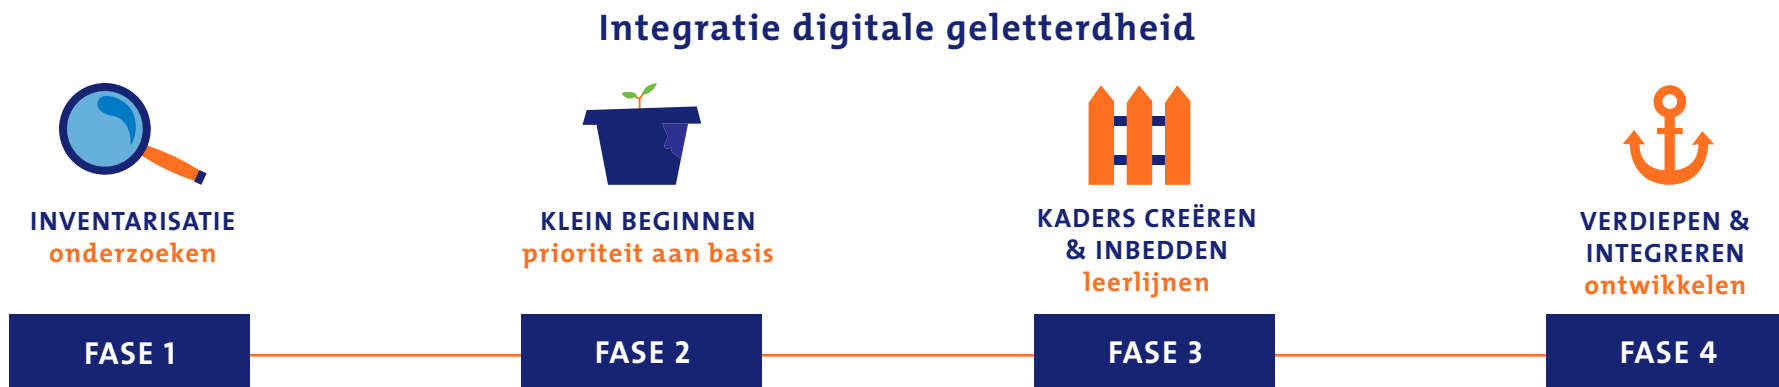 Integratie digitale geletterdheid
INVENTARISATIE
onderzoeken
FASE 1
KLEIN BEGINNEN
prioriteit aan basis
FASE 2
KADERS CREËREN
& INBEDDEN
leerlijnen
FASE 3
VERDIEPEN &
INTEGREREN
ontwikkelen
FASE 4